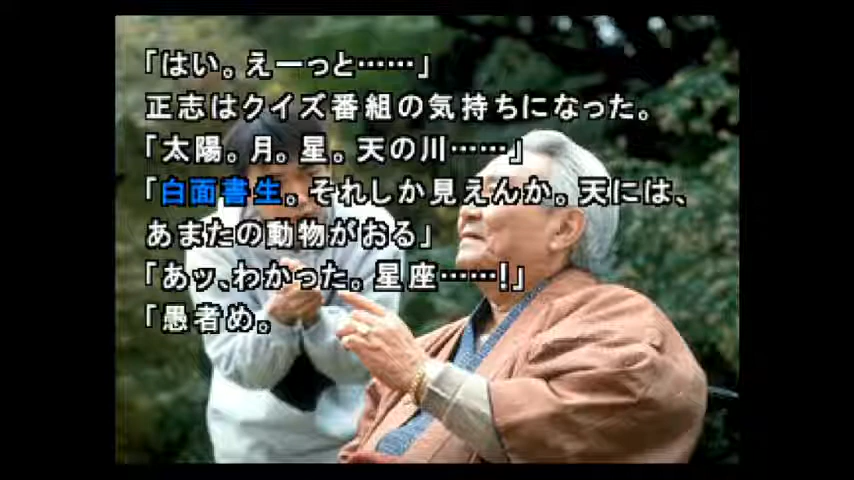 「はい。えーっと……」
正志はクイズ番組の気持ちになった。
「太陽。月。星。天の川……」
「白面書生。それしか見えんか。天には、
あまたの動物がおる」
「あッ、わかった。星座……！」
「愚者め。